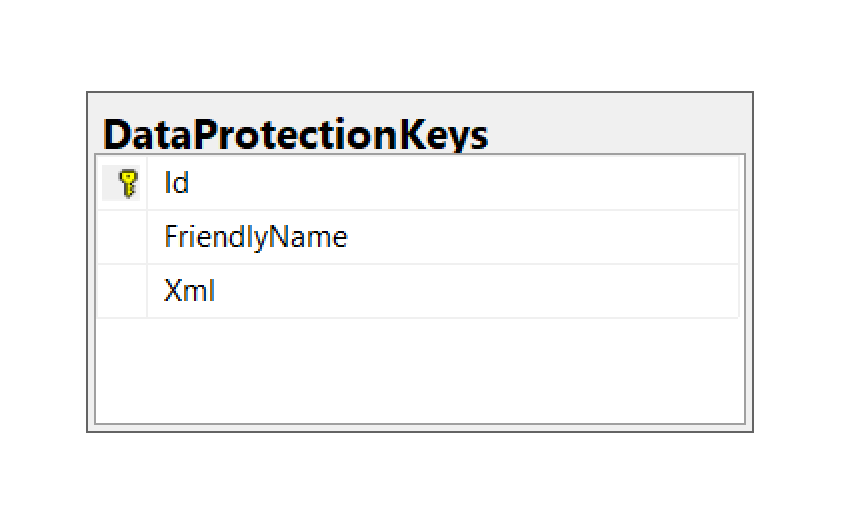 DataProtectionKeys
Id
FriendlyName
Xml